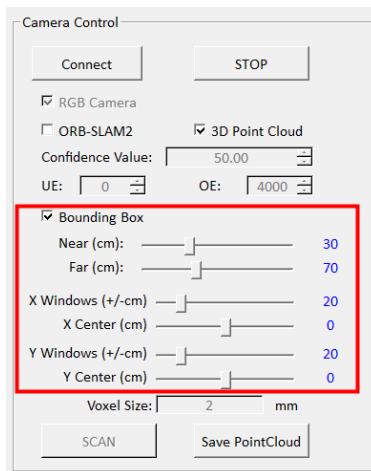 Camera Control
Connect STOP
RGB Camera
ORB-SLAM2 3D Point Cloud
Confidence Value: 50.00
UE: 0 OE: 4000
Bounding Box
Near (cm): 30
Far (cm): 70
X Windows (+/-cm) 20
X Center (cm) 0
Y Windows (+/-cm) 20
Y Center (cm) 0
Voxel Size: 2 mm
SCAN Save PointCloud